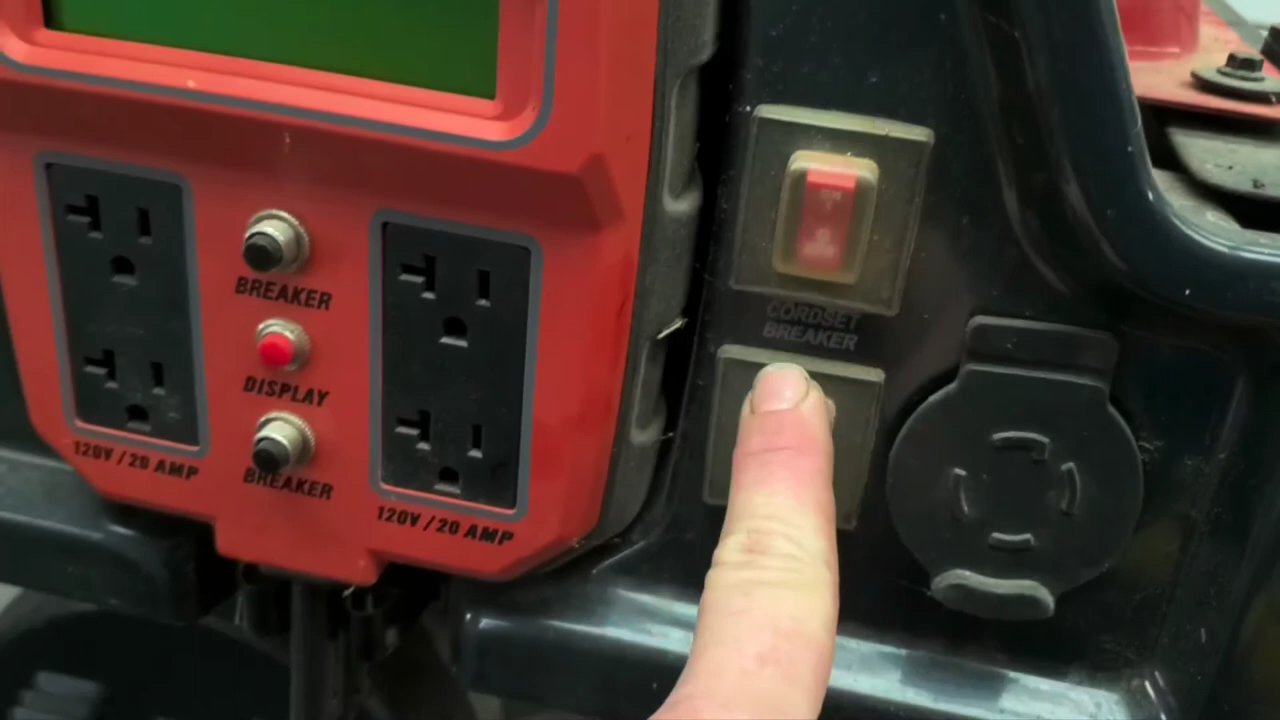 BREAKER
DISPLAY
BREAKER
120V / 20 AMP
120V / 20 AMP
CORDSET
BREAKER